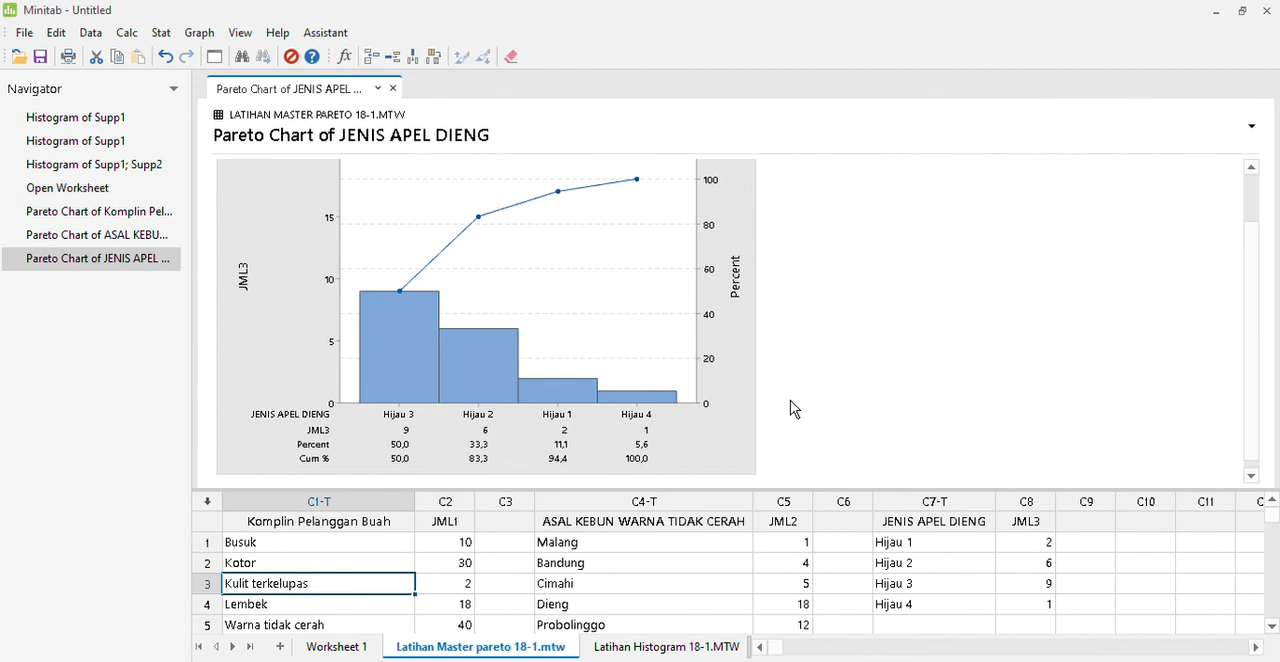 Minitab - Untitled
File Edit Data Calc Stat Graph View Help Assistant
fx
Navigator
Histogram of Supp1
Histogram of Supp1
Histogram of Supp1; Supp2
Open Worksheet
Pareto Chart of Komplin Pel...
Pareto Chart of ASAL KEBU...
Pareto Chart of JENIS APEL ...
Pareto Chart of JENIS APEL ...
LATIHAN MASTER PARETO 18-1.MTW
Pareto Chart of JENIS APEL DIENG
JML3
15
10
5
0
100
80
60
40
20
0
Percent
JENIS APEL DIENG Hijau 3 Hijau 2 Hijau 1 Hijau 4
JML3 9 6 2 1
Percent 50,0 33,3 11,1 5,6
Cum % 50,0 83,3 94,4 100,0
C1-T C2 C3 C4-T C5 C6 C7-T C8 C9 C10 C11 C
Komplin Pelanggan Buah JML1 ASAL KEBUN WARNA TIDAK CERAH JML2 JENIS APEL DIENG JML3
1 Busuk 10 Malang 1 Hijau 1 2
2 Kotor 30 Bandung 4 Hijau 2 6
3 Kulit terkelupas 2 Cimahi 5 Hijau 3 9
4 Lembek 18 Dieng 18 Hijau 4 1
5 Warna tidak cerah 40 Probolinggo 12
Worksheet 1 Latihan Master pareto 18-1.mtw Latihan Histogram 18-1.MTW